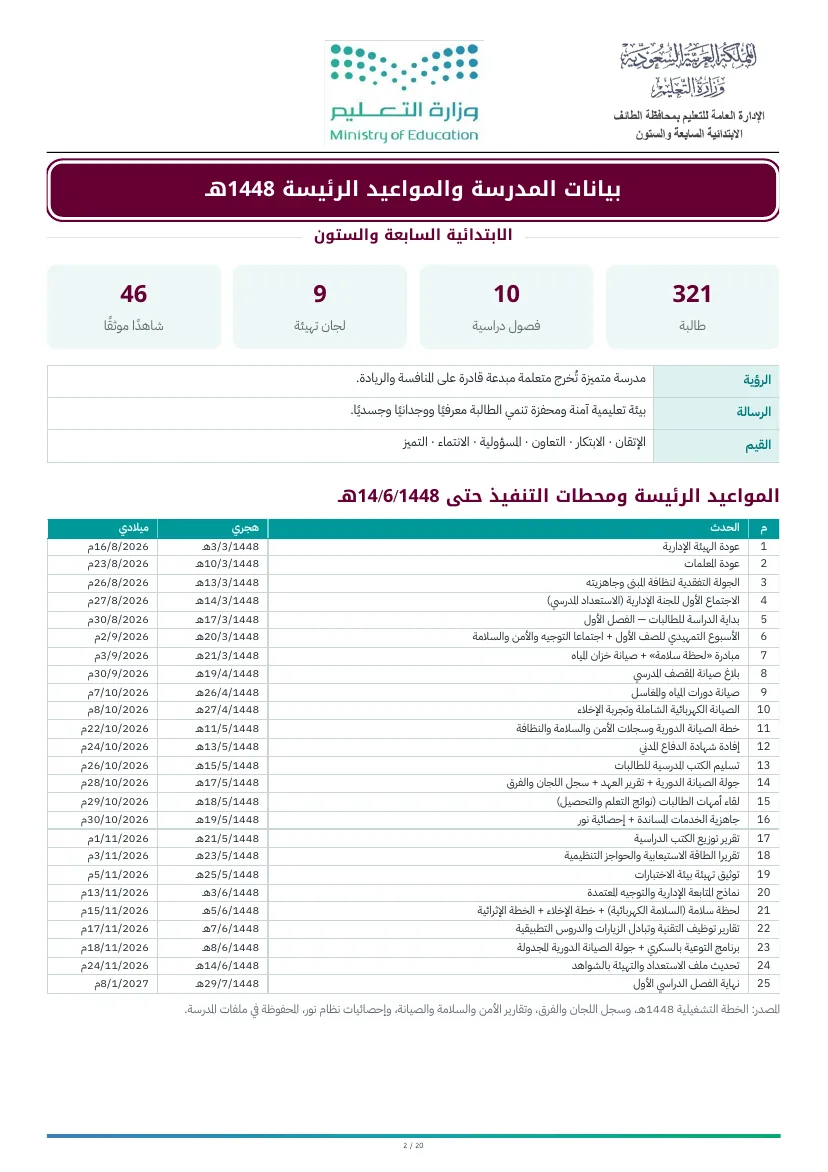 المملكة العربية السعودية
وزارة التعليم
الإدارة العامة للتعليم بمحافظة الطائف
الابتدائية السابعة والستون
وزارة التعـــليم
Ministry of Education
بيانات المدرسة والمواعيد الرئيسة 1448هـ
الابتدائية السابعة والستون
321
طالبة
10
فصول دراسية
9
لجان تهيئة
46
شاهدًا موثقًا
الرؤية مدرسة متميزة تُخرج متعلمة مبدعة قادرة على المنافسة والريادة.
الرسالة بيئة تعليمية آمنة ومحفزة تنمي الطالبة معرفيًا ووجدانيًا وجسديًا.
القيم الإتقان · الابتكار · التعاون · المسؤولية · الانتماء · التميز
المواعيد الرئيسة ومحطات التنفيذ حتى 14/6/1448هـ
م الحدث هجري ميلادي
1 عودة الهيئة الإدارية 3/3/1448هـ 16/8/2026م
2 عودة المعلمات 10/3/1448هـ 23/8/2026م
3 الجولة التفقدية لنظافة المبنى وجاهزيته 13/3/1448هـ 26/8/2026م
4 الاجتماع الأول للجنة الإدارية (الاستعداد المدرسي) 14/3/1448هـ 27/8/2026م
5 بداية الدراسة للطالبات — الفصل الأول 17/3/1448هـ 30/8/2026م
6 الأسبوع التمهيدي للصف الأول + اجتماعا التوجيه والأمن والسلامة 20/3/1448هـ 2/9/2026م
7 مبادرة «لحظة سلامة» + صيانة خزان المياه 21/3/1448هـ 3/9/2026م
8 بلاغ صيانة المقصف المدرسي 19/4/1448هـ 30/9/2026م
9 صيانة دورات المياه والمغاسل 26/4/1448هـ 7/10/2026م
10 الصيانة الكهربائية الشاملة وتجربة الإخلاء 27/4/1448هـ 8/10/2026م
11 خطة الصيانة الدورية وسجلات الأمن والسلامة والنظافة 11/5/1448هـ 22/10/2026م
12 إفادة شهادة الدفاع المدني 13/5/1448هـ 24/10/2026م
13 تسليم الكتب المدرسية للطالبات 15/5/1448هـ 26/10/2026م
14 جولة الصيانة الدورية + تقرير العهد + سجل اللجان والفرق 17/5/1448هـ 28/10/2026م
15 لقاء أمهات الطالبات (نواتج التعلم والتحصيل) 18/5/1448هـ 29/10/2026م
16 جاهزية الخدمات المساندة + إحصائية نور 19/5/1448هـ 30/10/2026م
17 تقرير توزيع الكتب الدراسية 21/5/1448هـ 1/11/2026م
18 تقريرا الطاقة الاستيعابية والحواجز التنظيمية 23/5/1448هـ 3/11/2026م
19 توثيق تهيئة بيئة الاختبارات 25/5/1448هـ 5/11/2026م
20 نماذج المتابعة الإدارية والتوجيه المعتمدة 3/6/1448هـ 13/11/2026م
21 لحظة سلامة (السلامة الكهربائية) + خطة الإخلاء + الخطة الإثرائية 5/6/1448هـ 15/11/2026م
22 تقارير توظيف التقنية وتبادل الزيارات والدروس التطبيقية 7/6/1448هـ 17/11/2026م
23 برنامج التوعية بالسكري + جولة الصيانة الدورية المجدولة 8/6/1448هـ 18/11/2026م
24 تحديث ملف الاستعداد والتهيئة بالشواهد 14/6/1448هـ 24/11/2026م
25 نهاية الفصل الدراسي الأول 29/7/1448هـ 8/1/2027م
المصدر: الخطة التشغيلية 1448هـ، وسجل اللجان والفرق، وتقارير الأمن والسلامة والصيانة، وإحصائيات نظام نور، المحفوظة في ملفات المدرسة.
2 / 20